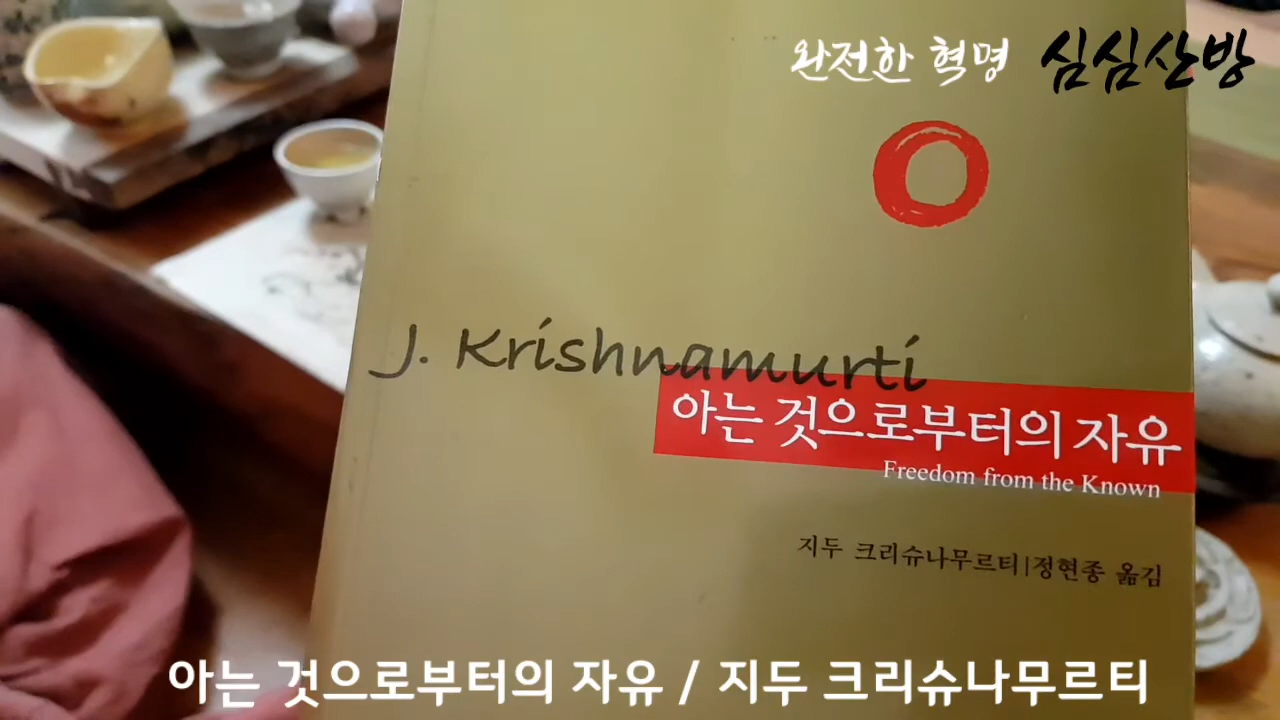 완전한 혁명 심심산방
J. Krishnamurti
아는 것으로부터의 자유
Freedom from the Known
지두 크리슈나무르티|정현종 옮김
아는 것으로부터의 자유 / 지두 크리슈나무르티